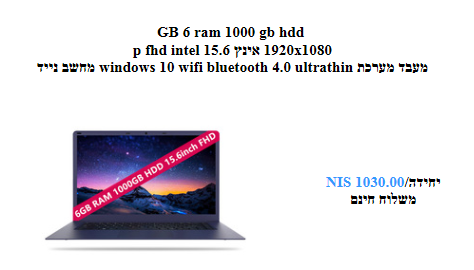 GB 6 ram 1000 gb hdd
p fhd intel 15.6 אינץ 1920x1080
מעבד מערכת windows 10 wifi bluetooth 4.0 ultrathin מחשב נייד
6GB RAM 1000GB HDD 15.6inch FHD
NIS 1030.00/יחידה
משלוח חינם